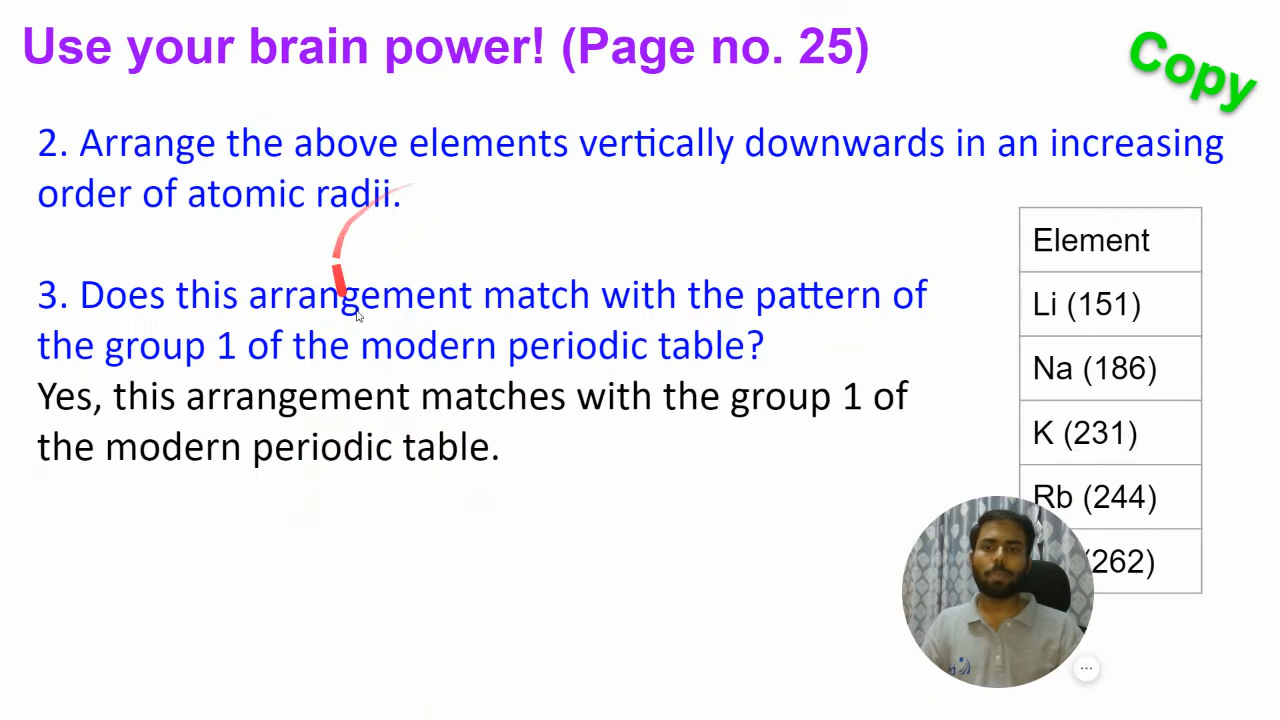 Use your brain power! (Page no. 25)
Copy
2. Arrange the above elements vertically downwards in an increasing
order of atomic radii.
3. Does this arrangement match with the pattern of
the group 1 of the modern periodic table?
Yes, this arrangement matches with the group 1 of
the modern periodic table.
Element
Li (151)
Na (186)
K (231)
Rb (244)
(262)